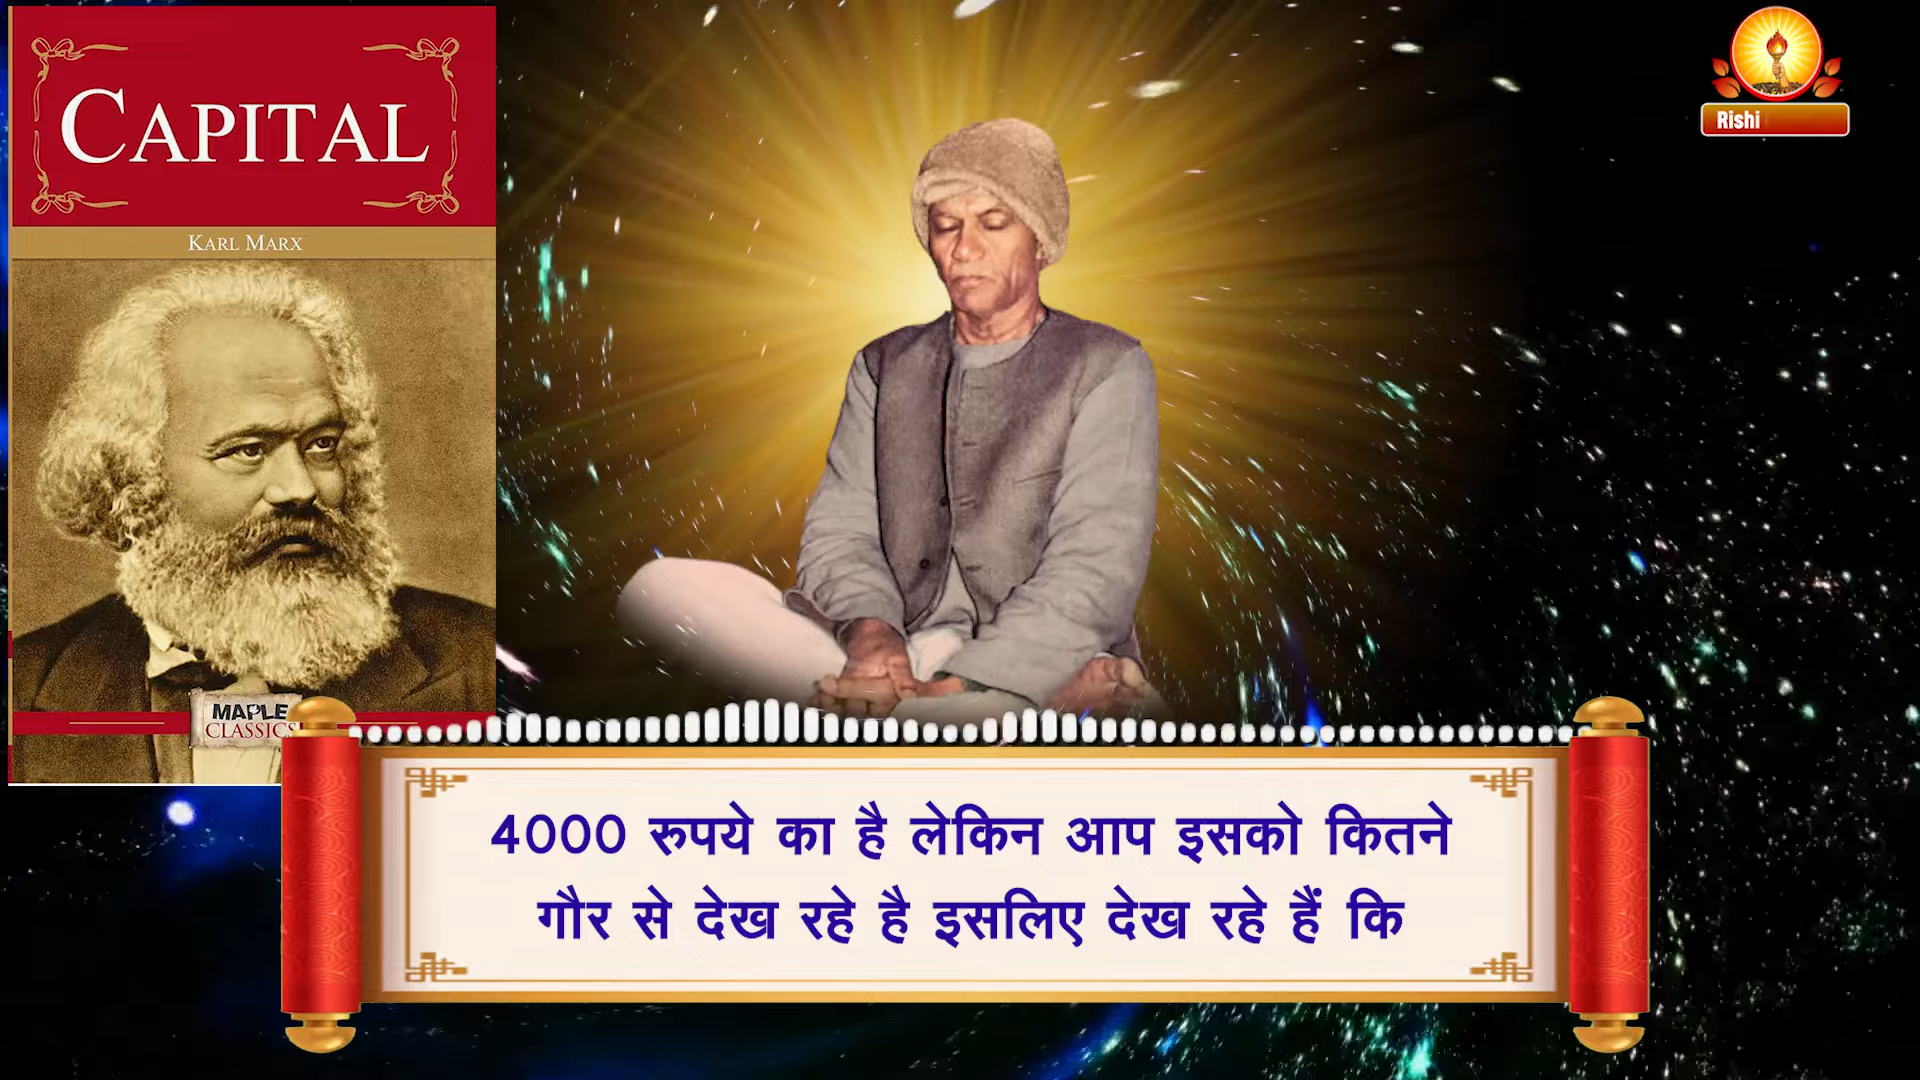 CAPITAL
KARL MARX
MAPLE
CLASSICS
Rishi
4000 रुपये का है लेकिन आप इसको कितने
गौर से देख रहे है इसलिए देख रहे हैं कि